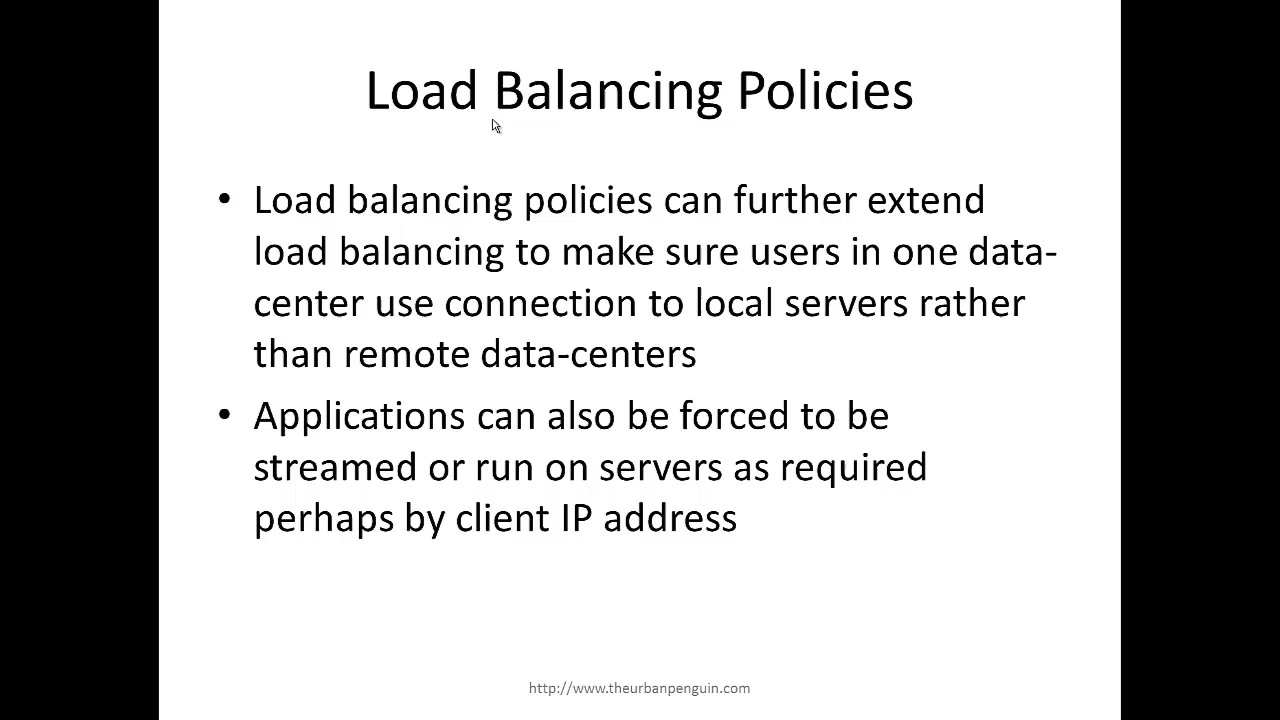 Load Balancing Policies
• Load balancing policies can further extend
load balancing to make sure users in one data-
center use connection to local servers rather
than remote data-centers
• Applications can also be forced to be
streamed or run on servers as required
perhaps by client IP address
http://www.theurbanpenguin.com